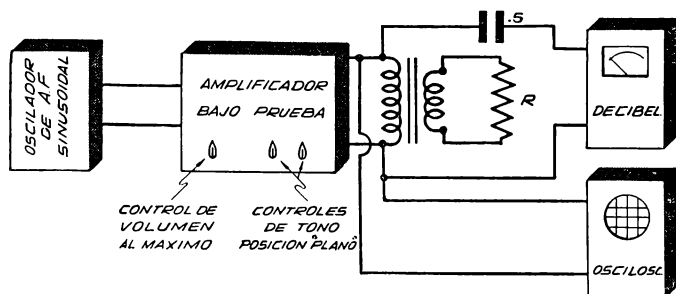 OSCILADOR
DE A.F
SINUSOIDAL
AMPLIFICADOR
BAJO PRUEBA
CONTROL DE
VOLUMEN
AL MAXIMO
CONTROLES
DE TONO
POSICION "PLANO"
.5
R
DECIBEL
OSCILOSC